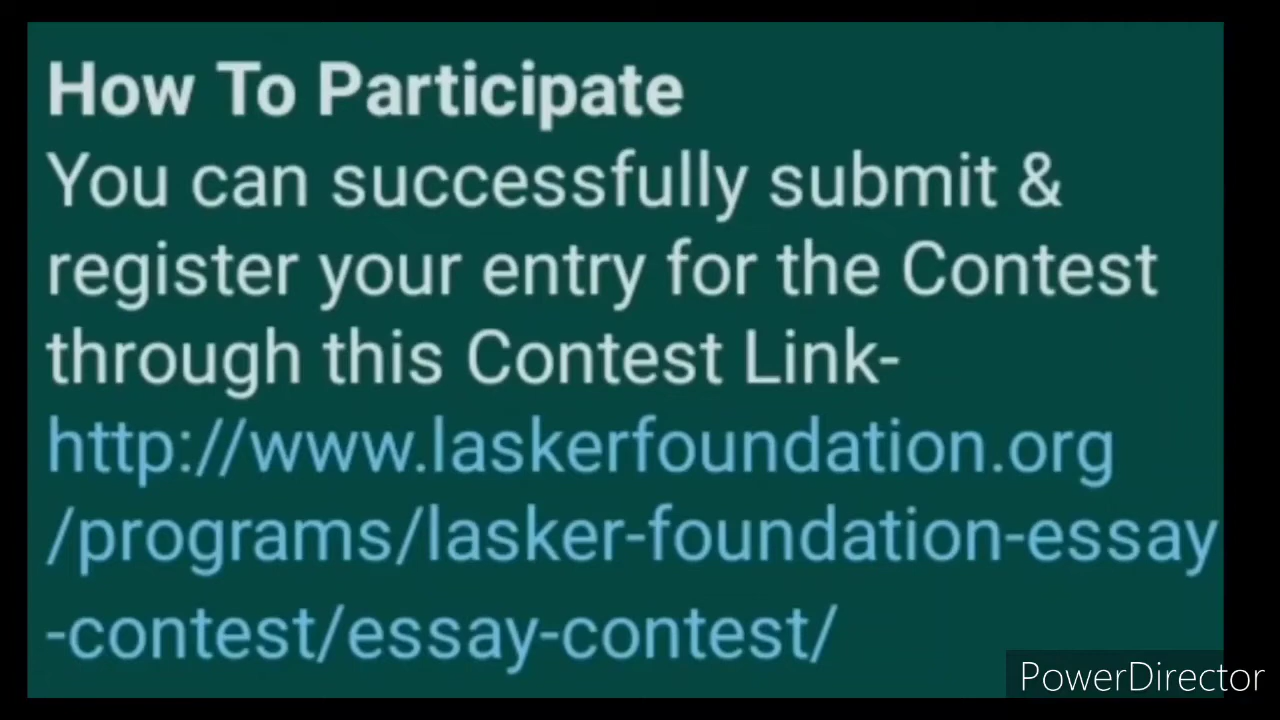 How To Participate
You can successfully submit &
register your entry for the Contest
through this Contest Link-
http://www.laskerfoundation.org
/programs/lasker-foundation-essay
-contest/essay-contest/
PowerDirector